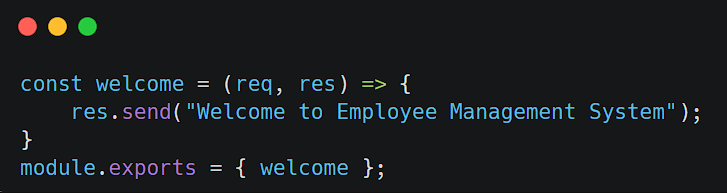 const welcome = (req, res) => {
    res.send("Welcome to Employee Management System");
}
module.exports = { welcome };